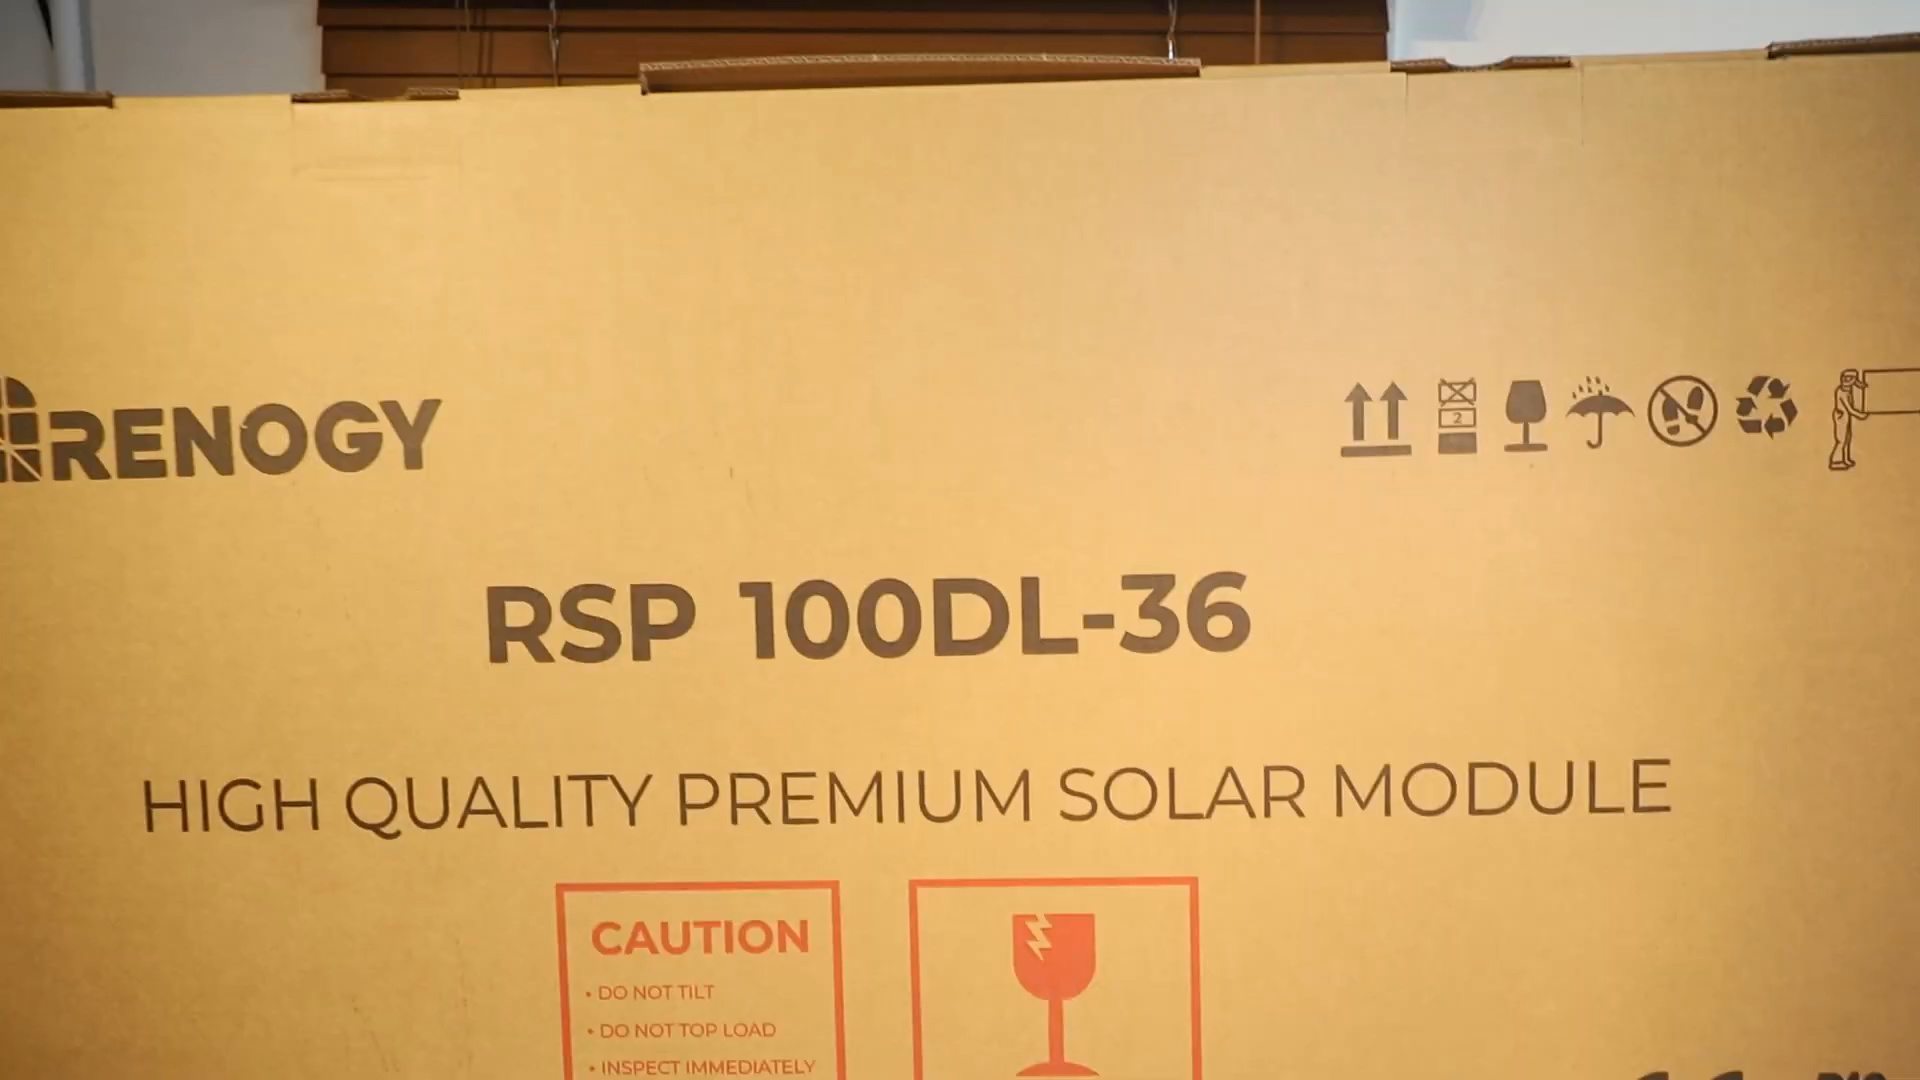 RENOGY
2
RSP 100DL-36
HIGH QUALITY PREMIUM SOLAR MODULE
CAUTION
• DO NOT TILT
• DO NOT TOP LOAD
• INSPECT IMMEDIATELY